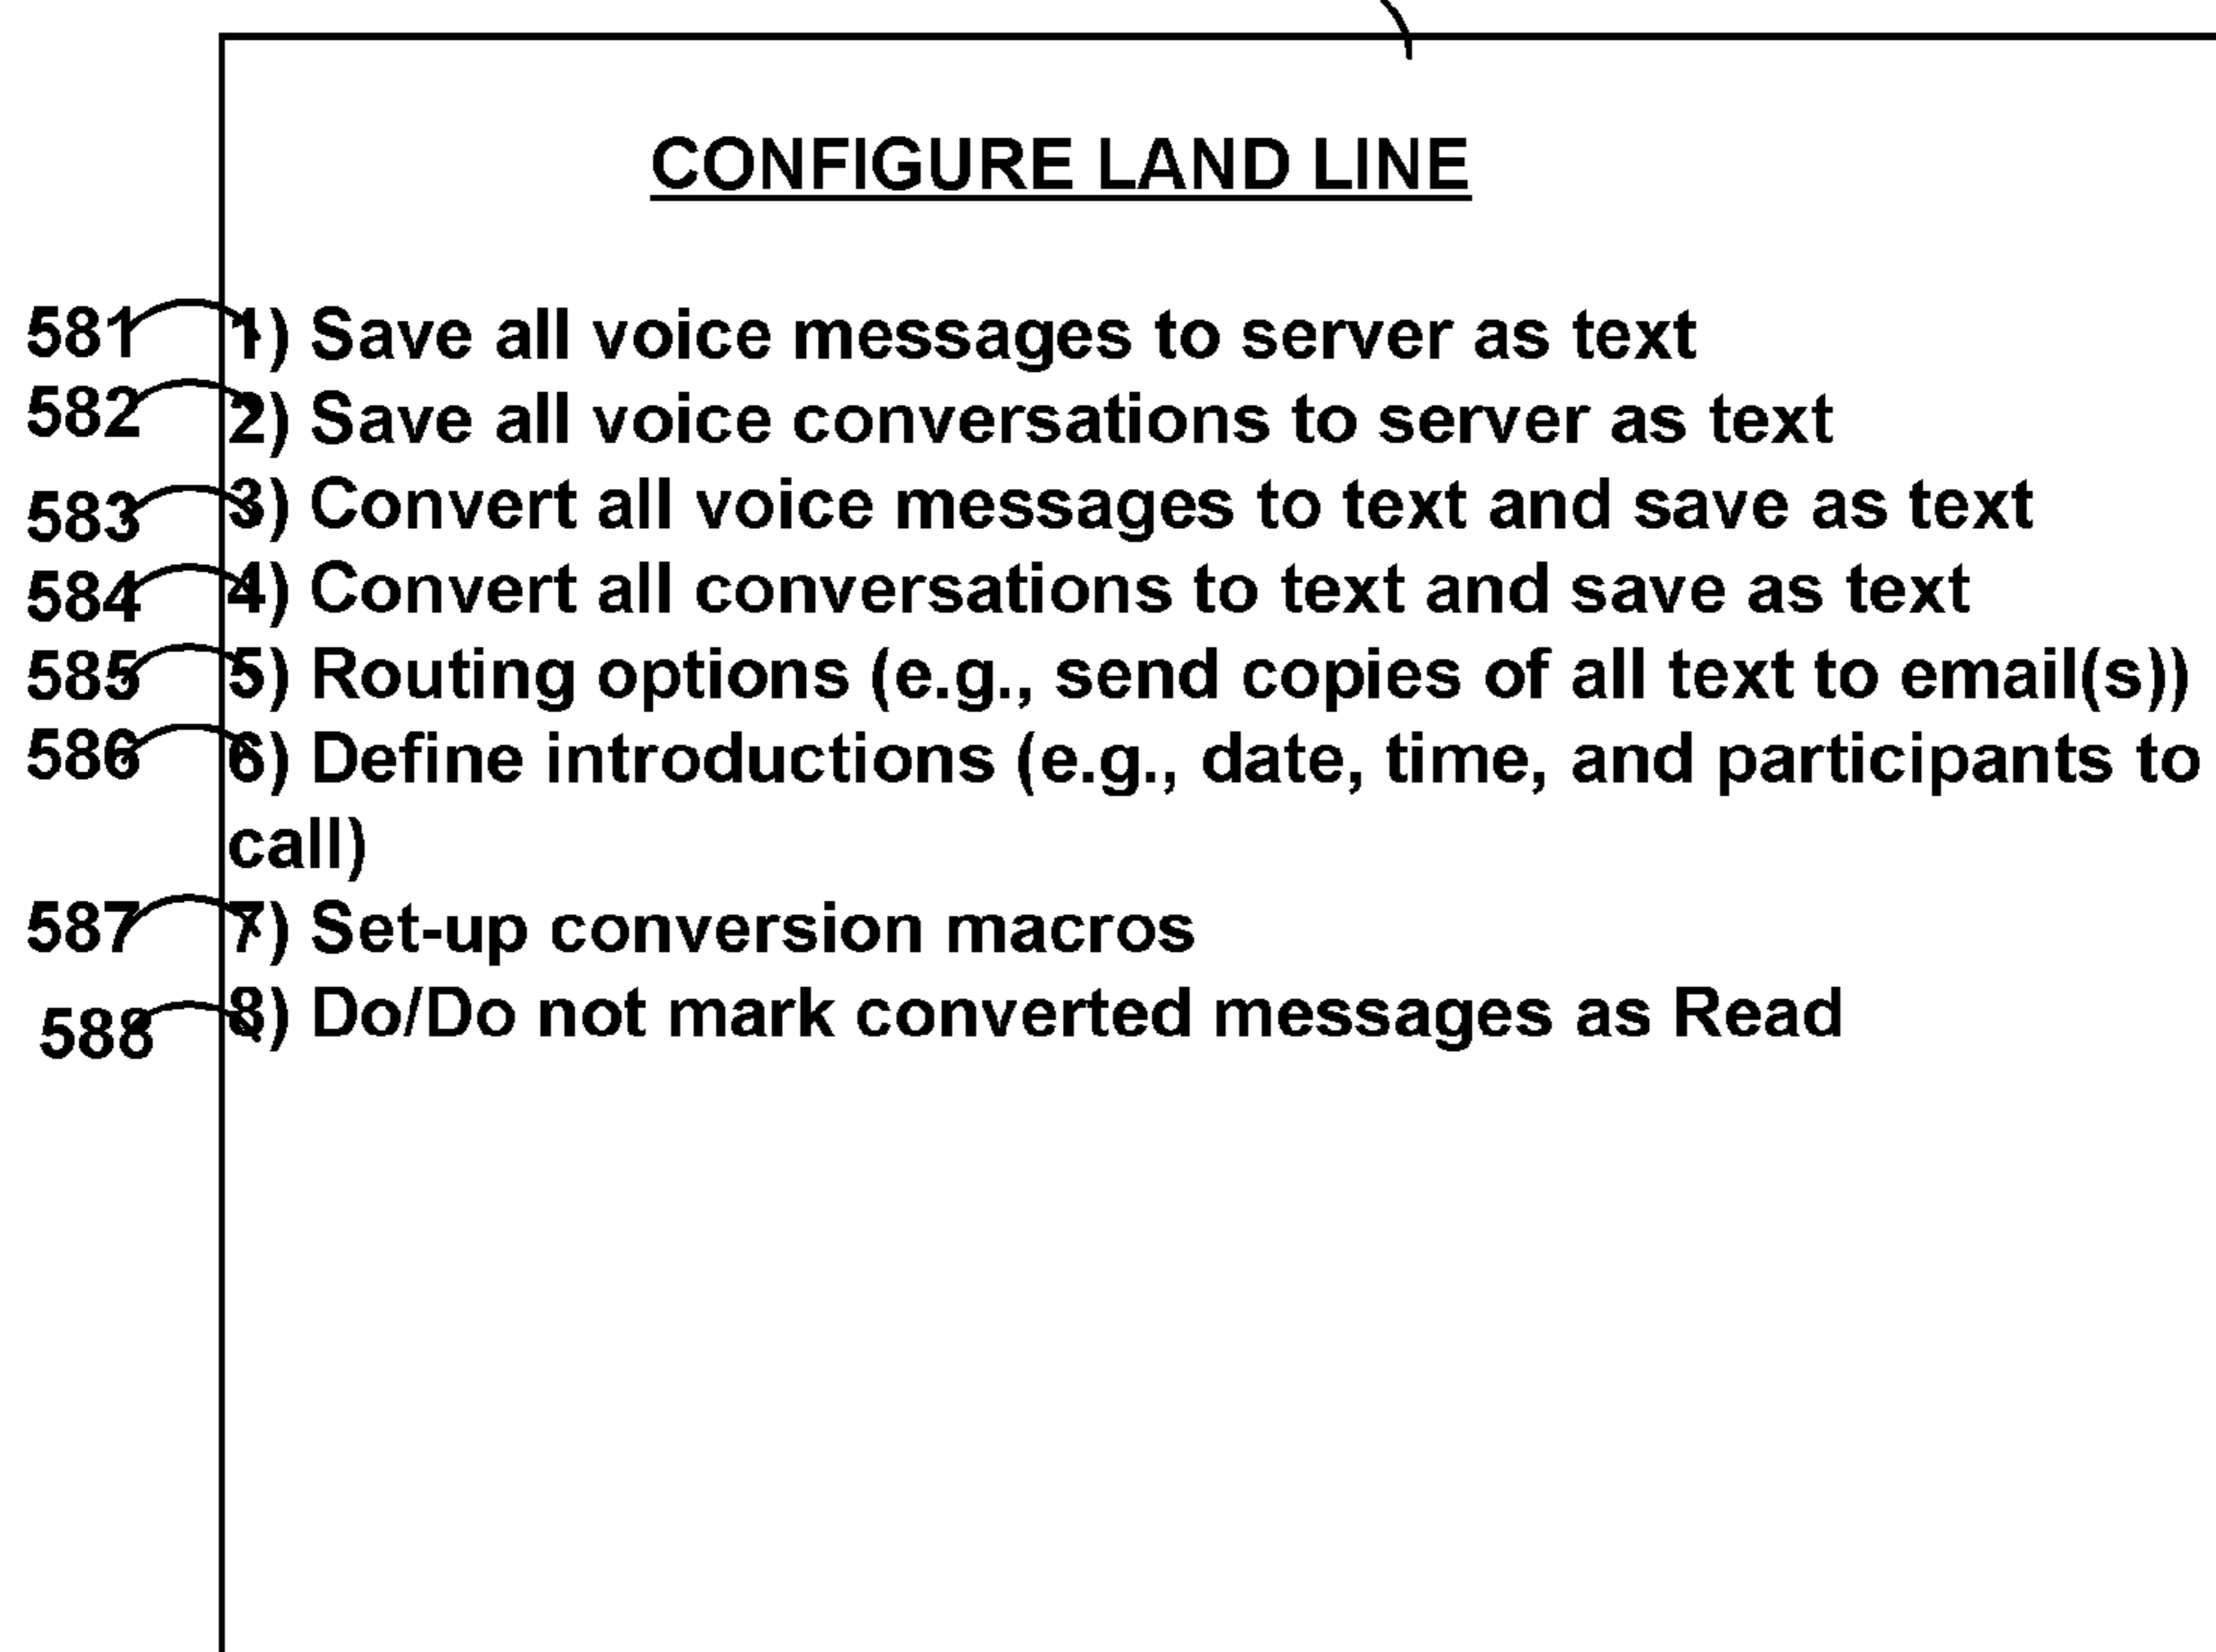 CONFIGURE LAND LINE
581 1) Save all voice messages to server as text
582 2) Save all voice conversations to server as text
583 3) Convert all voice messages to text and save as text
584 4) Convert all conversations to text and save as text
585 5) Routing options (e.g., send copies of all text to email(s))
586 6) Define introductions (e.g., date, time, and participants to
call)
587 7) Set-up conversion macros
588 8) Do/Do not mark converted messages as Read